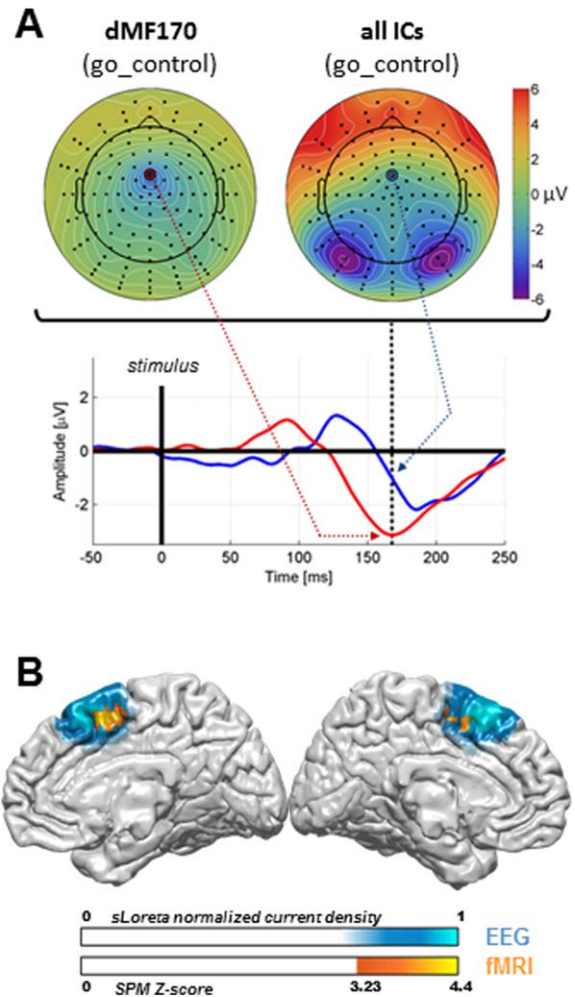 A
dMF170
(go_control)
all ICs
(go_control)
6
4
2
0 µV
-2
-4
-6
stimulus
Amplitude [µV]
2
0
-2
-50 0 50 100 150 200 250
Time [ms]
B
0 sLoreta normalized current density 1
EEG
fMRI
0 SPM Z-score 3.23 4.4